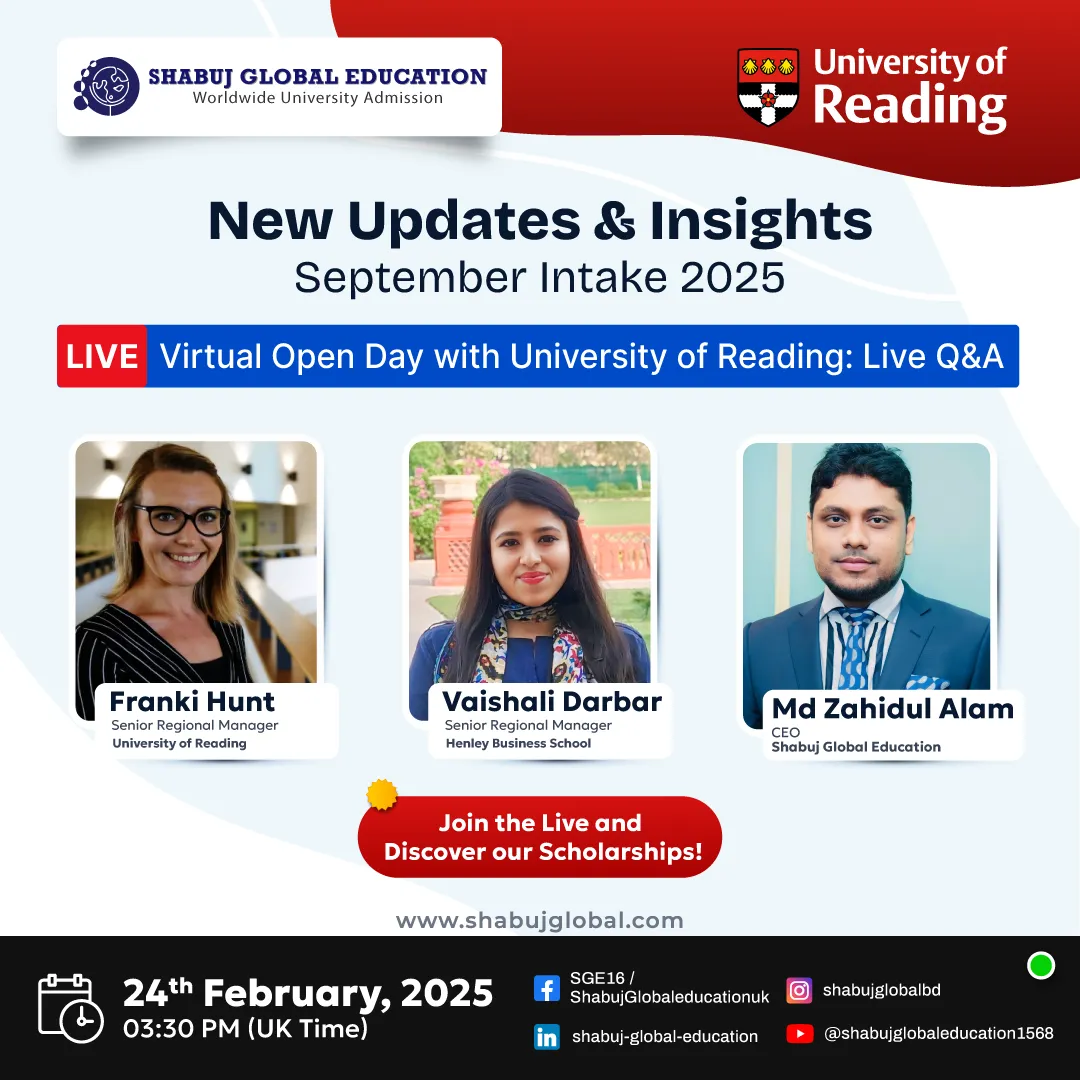 SHABUJ GLOBAL EDUCATION
Worldwide University Admission
University of
Reading
New Updates & Insights
September Intake 2025
LIVE Virtual Open Day with University of Reading: Live Q&A
Franki Hunt
Senior Regional Manager
University of Reading
Vaishali Darbar
Senior Regional Manager
Henley Business School
Md Zahidul Alam
CEO
Shabuj Global Education
Join the Live and
Discover our Scholarships!
www.shabujglobal.com
24th February, 2025
03:30 PM (UK Time)
SGE16 /
ShabujGlobaleducationuk
shabuj-global-education
shabujglobalbd
@shabujglobaleducation1568